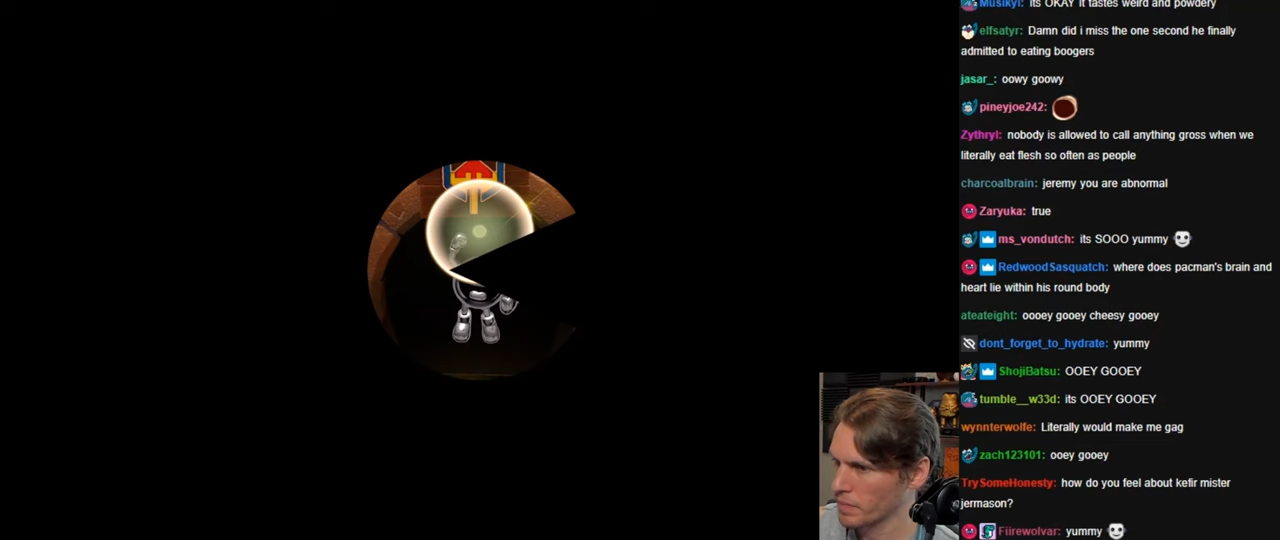 Musikyl: its OKAY it tastes weird and powdery
elfsatyr: Damn did i miss the one second he finally
admitted to eating boogers
jasar_: oowy goowy
pineyjoe242:
Zythryl: nobody is allowed to call anything gross when we
literally eat flesh so often as people
charcoalbrain: jeremy you are abnormal
Zaryuka: true
ms_vondutch: its SOOO yummy
RedwoodSasquatch: where does pacman's brain and
heart lie within his round body
ateateight: oooey gooey cheesy gooey
dont_forget_to_hydrate: yummy
ShojiBatsu: OOEY GOOEY
tumble__w33d: its OOEY GOOEY
wynnterwolfe: Literally would make me gag
zach123101: ooey gooey
TrySomeHonesty: how do you feel about kefir mister
jermason?
Fiirewolvar: yummy